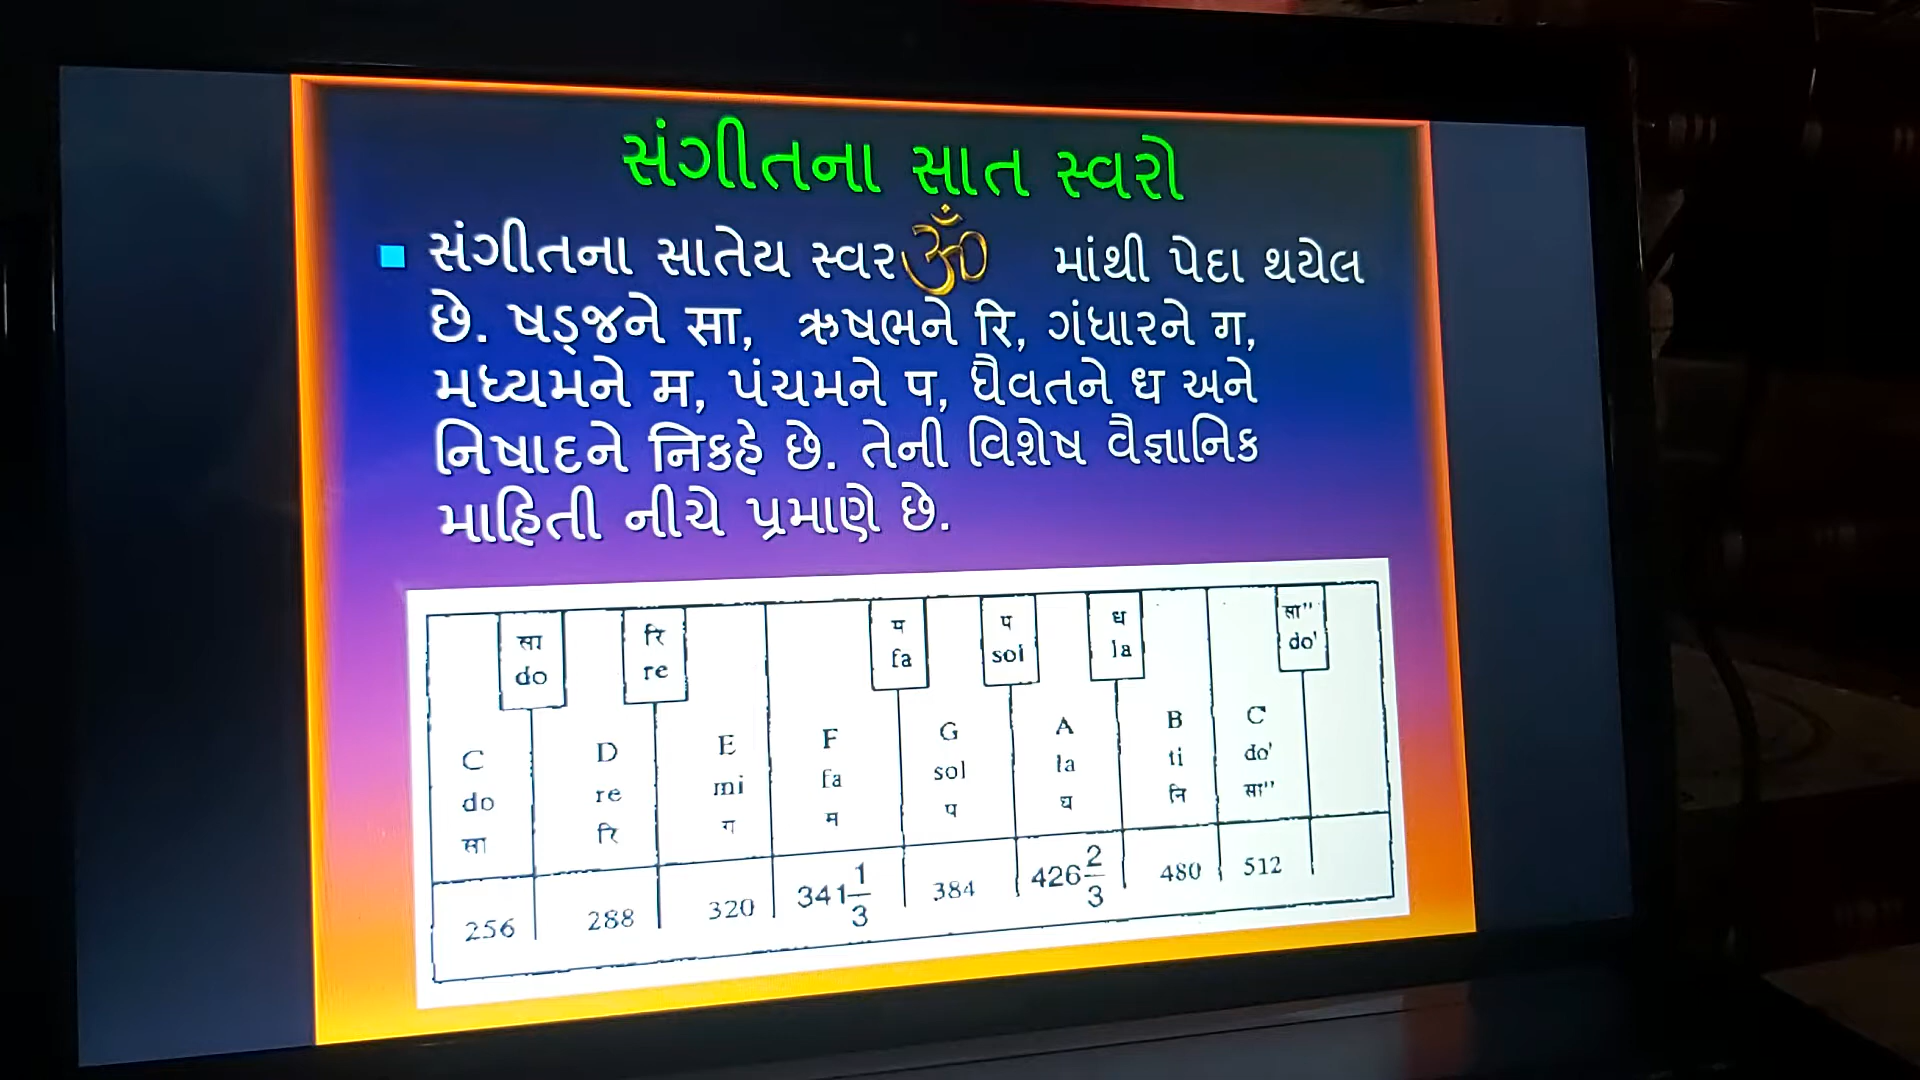 સંગીતના સાત સ્વરો
સંગીતના સાતેય સ્વર ॐ માંથી પેદા થયેલ
છે. ષડ્જને सा, ઋષભને रि, ગંધારને ग,
મધ્યમને म, પંચમને प, ધૈવતને ध અને
નિષાદને निકહે છે. તેની વિશેષ વૈજ્ઞાનિક
માહિતી નીચે પ્રમાણે છે.
सा रि म प ध सा"
do re fa sol la do'
C D E F G A B C
do re mi fa sol la ti do'
सा रि ग म प ध नि सा"
256 288 320 341 1/3 384 426 2/3 480 512